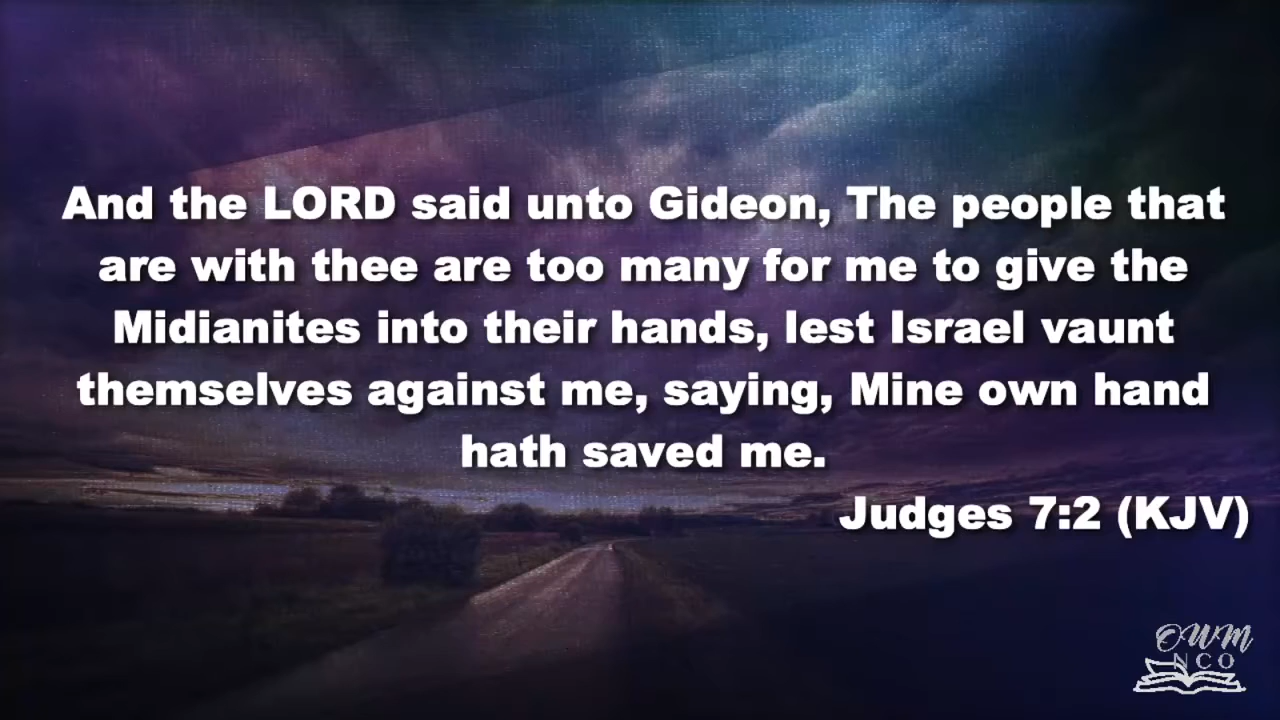 And the LORD said unto Gideon, The people that
are with thee are too many for me to give the
Midianites into their hands, lest Israel vaunt
themselves against me, saying, Mine own hand
hath saved me.
Judges 7:2 (KJV)
OWM
NCO